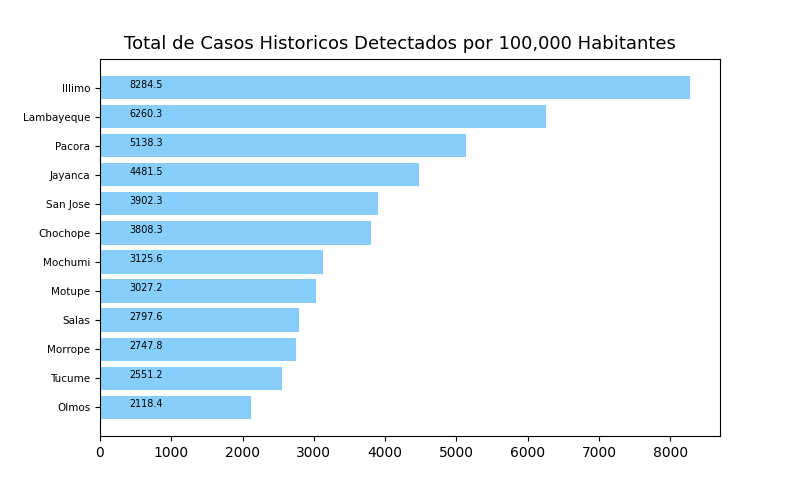 Total de Casos Historicos Detectados por 100,000 Habitantes
Illimo 8284.5
Lambayeque 6260.3
Pacora 5138.3
Jayanca 4481.5
San Jose 3902.3
Chochope 3808.3
Mochumi 3125.6
Motupe 3027.2
Salas 2797.6
Morrope 2747.8
Tucume 2551.2
Olmos 2118.4
0 1000 2000 3000 4000 5000 6000 7000 8000